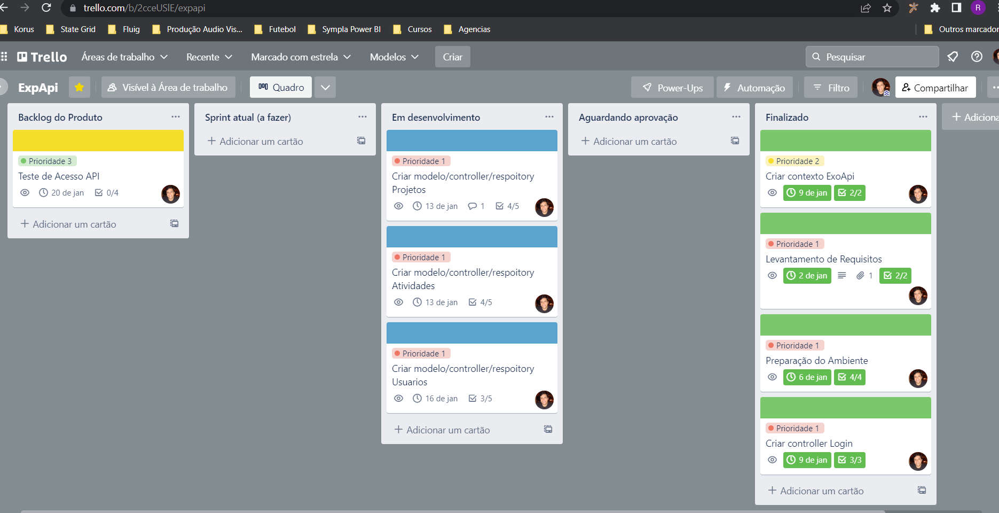 trello.com/b/2cceUSlE/expapi
R
Korus
State Grid
Fluig
Produção Audio Vis...
Futebol
Sympla Power BI
Cursos
Agencias
Outros marcador
Trello
Áreas de trabalho
Recente
Marcado com estrela
Modelos
Criar
Pesquisar
ExpApi
Visível à Área de trabalho
Quadro
Power-Ups
Automação
Filtro
Compartilhar
Backlog do Produto
Prioridade 3
Teste de Acesso API
20 de jan
0/4
+ Adicionar um cartão
Sprint atual (a fazer)
+ Adicionar um cartão
Em desenvolvimento
Prioridade 1
Criar modelo/controller/respoitory
Projetos
13 de jan
1
4/5
Prioridade 1
Criar modelo/controller/respoitory
Atividades
13 de jan
4/5
Prioridade 1
Criar modelo/controller/respoitory
Usuarios
16 de jan
3/5
+ Adicionar um cartão
Aguardando aprovação
+ Adicionar um cartão
Finalizado
Prioridade 2
Criar contexto ExoApi
9 de jan
2/2
Prioridade 1
Levantamento de Requisitos
2 de jan
1
2/2
Prioridade 1
Preparação do Ambiente
6 de jan
4/4
Prioridade 1
Criar controller Login
9 de jan
3/3
+ Adicionar um cartão
+ Adiciona